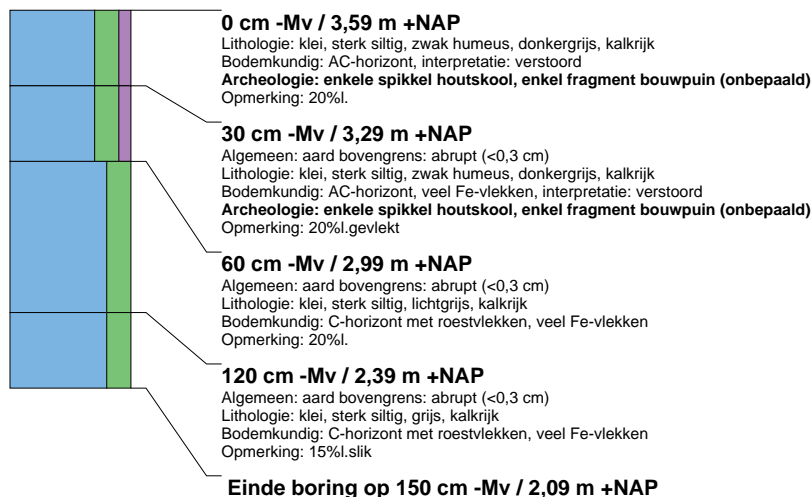 0 cm -Mv / 3,59 m +NAP
Lithologie: klei, sterk siltig, zwak humeus, donkergrijs, kalkrijk
Bodemkundig: AC-horizont, interpretatie: verstoord
Archeologie: enkele spikkel houtskool, enkel fragment bouwpuin (onbepaald)
Opmerking: 20%l.
30 cm -Mv / 3,29 m +NAP
Algemeen: aard bovengrens: abrupt (<0,3 cm)
Lithologie: klei, sterk siltig, zwak humeus, donkergrijs, kalkrijk
Bodemkundig: AC-horizont, veel Fe-vlekken, interpretatie: verstoord
Archeologie: enkele spikkel houtskool, enkel fragment bouwpuin (onbepaald)
Opmerking: 20%l.gevlekt
60 cm -Mv / 2,99 m +NAP
Algemeen: aard bovengrens: abrupt (<0,3 cm)
Lithologie: klei, sterk siltig, lichtgrijs, kalkrijk
Bodemkundig: C-horizont met roestvlekken, veel Fe-vlekken
Opmerking: 20%l.
120 cm -Mv / 2,39 m +NAP
Algemeen: aard bovengrens: abrupt (<0,3 cm)
Lithologie: klei, sterk siltig, grijs, kalkrijk
Bodemkundig: C-horizont met roestvlekken, veel Fe-vlekken
Opmerking: 15%l.slik
Einde boring op 150 cm -Mv / 2,09 m +NAP